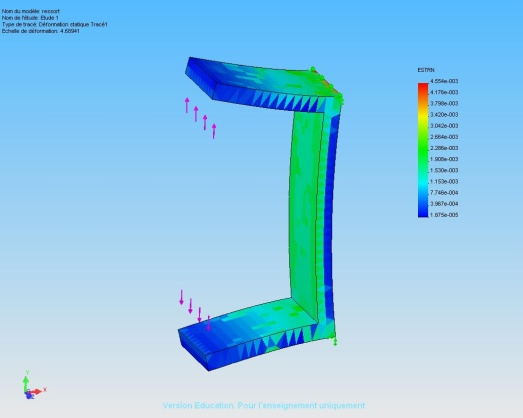 Nom du modèle: ressort
Nom de l'étude: Etude 1
Type de tracé: Déformation statique Tracé1
Echelle de déformation: 4.68941
ESTRN
4.554e-003
4.176e-003
3.798e-003
3.420e-003
3.042e-003
2.664e-003
2.286e-003
1.908e-003
1.530e-003
1.153e-003
7.746e-004
3.967e-004
1.875e-005
Y
X
Version Education. Pour l'enseignement uniquement.